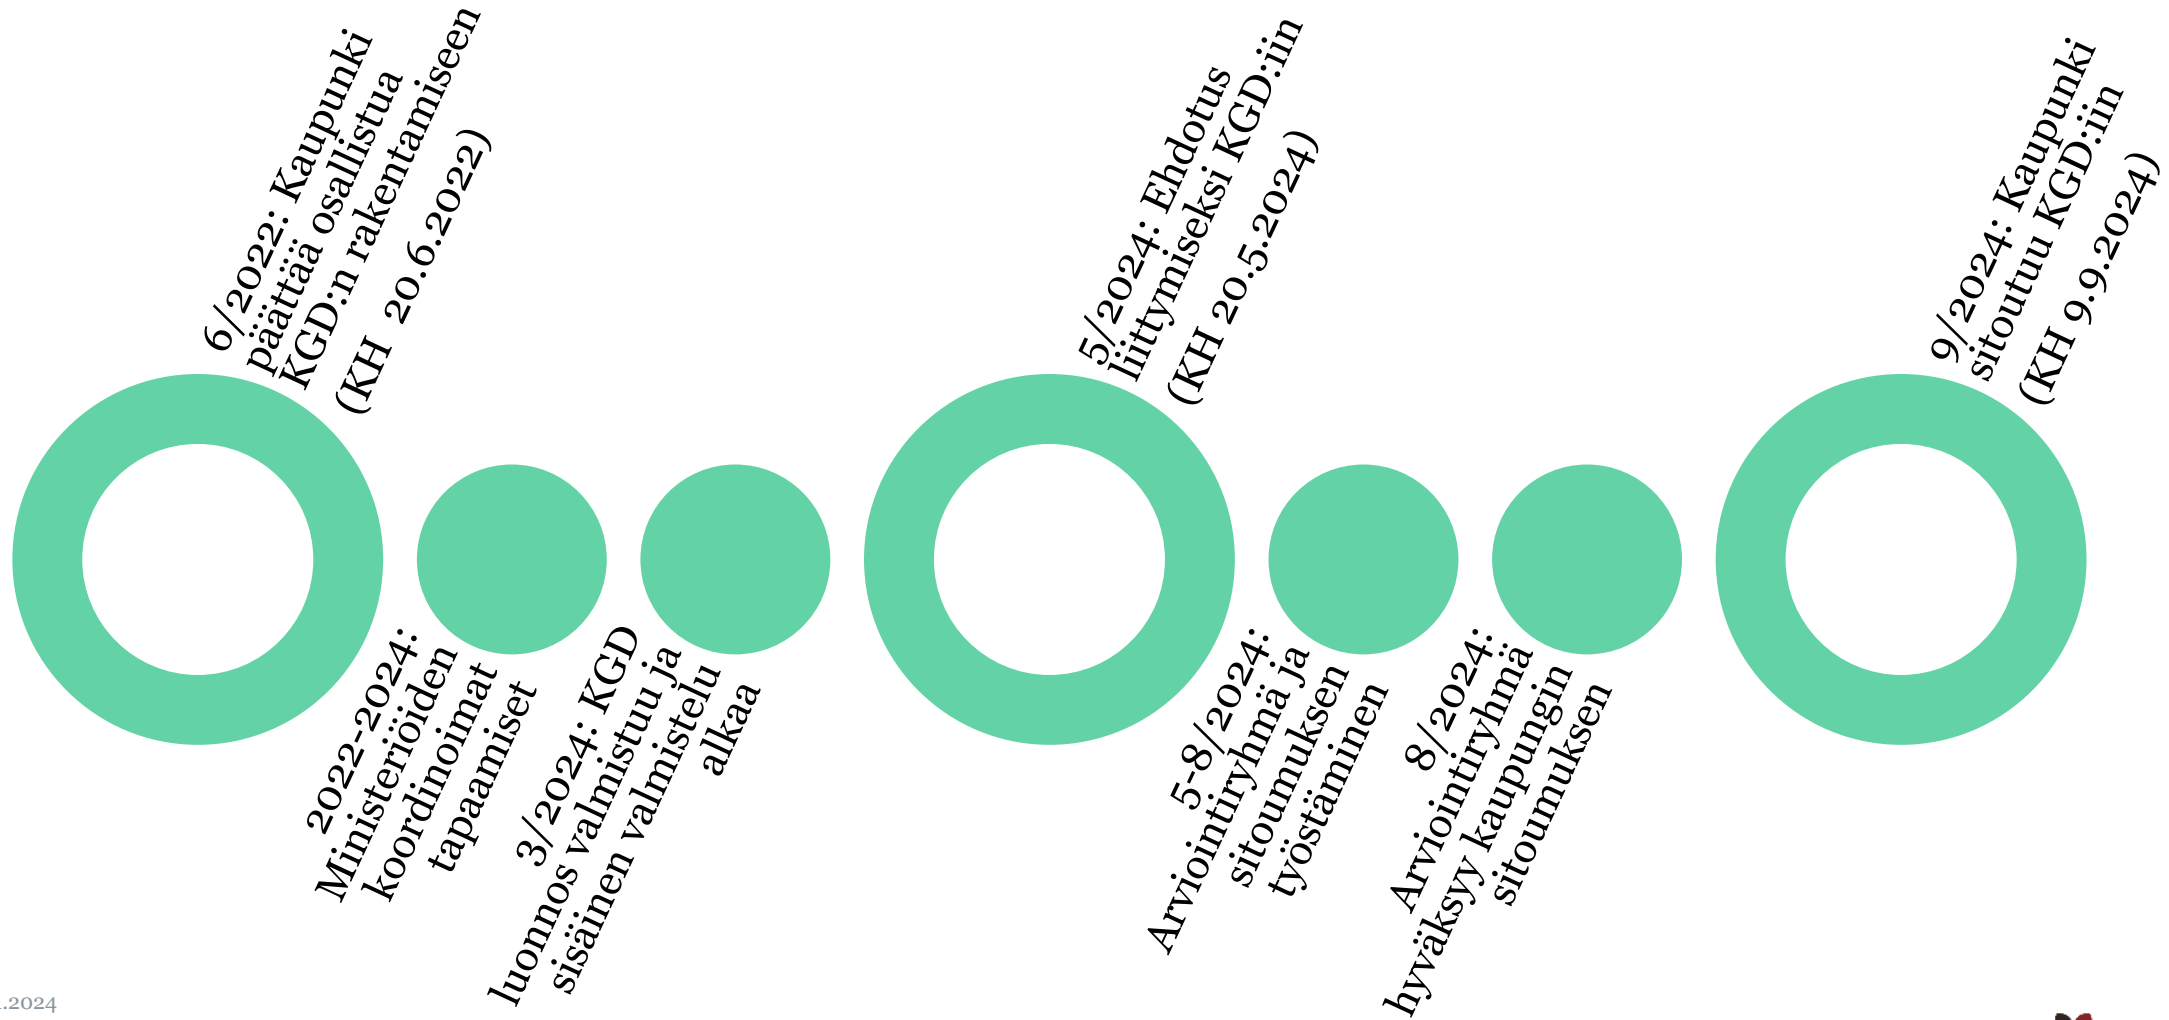 6/2022: Kaupunki
päättää osallistua
KGD:n rakentamiseen
(KH 20.6.2022)
2022-2024:
Ministeriöiden
koordinoimat
tapaamiset
3/2024: KGD
luonnos valmistuu ja
sisäinen valmistelu
alkaa
5/2024: Ehdotus
liittymiseksi KGD:iin
(KH 20.5.2024)
5-8/2024:
Arviointiryhmä ja
sitoumuksen
työstäminen
8/2024:
Arviointiryhmä
hyväksyy kaupungin
sitoumuksen
9/2024: Kaupunki
sitoutuu KGD:iin
(KH 9.9.2024)
.2024